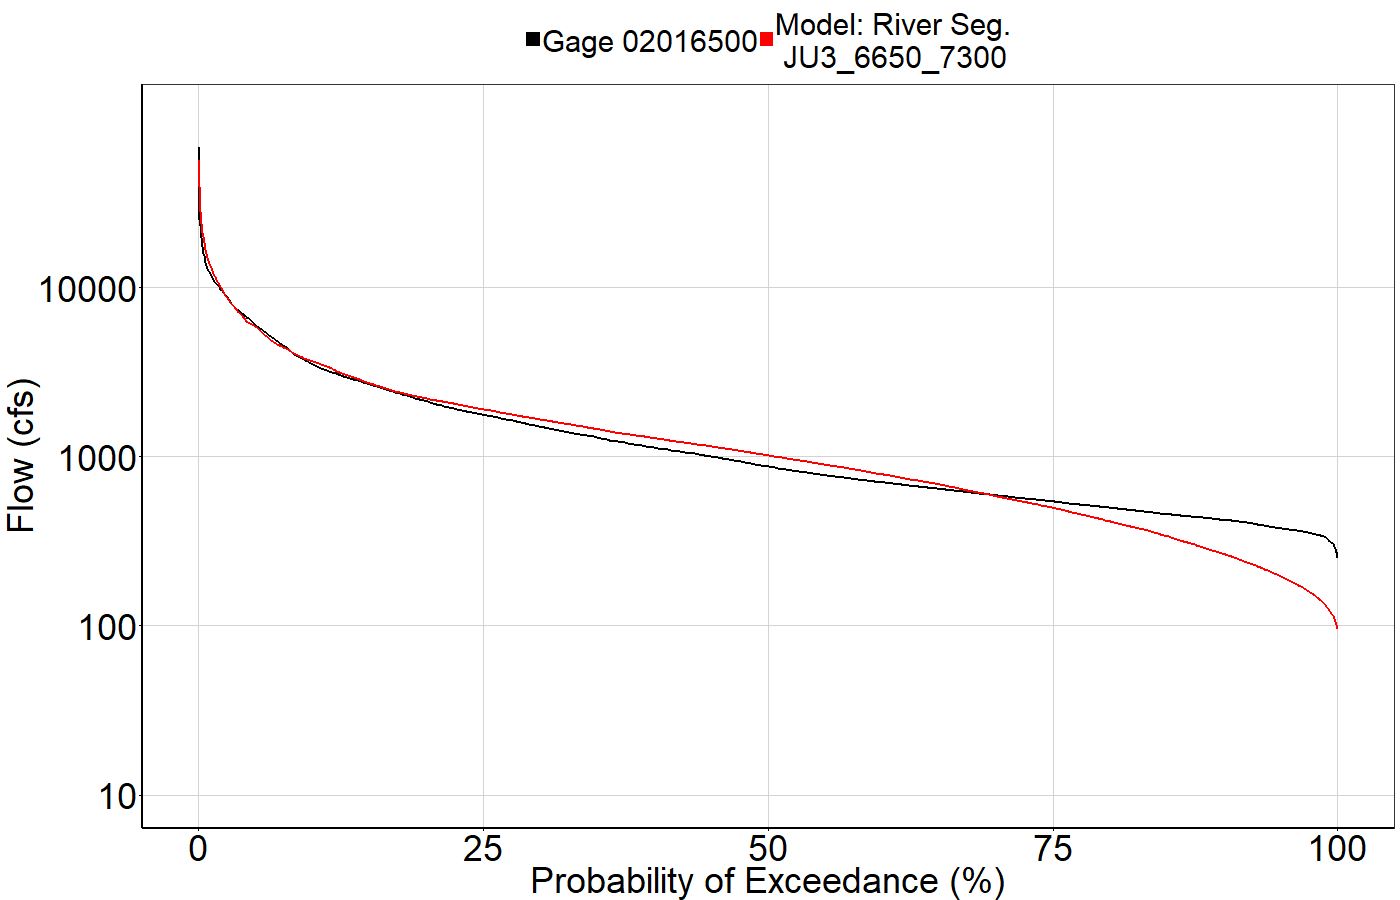 Gage 02016500
Model: River Seg.
JU3_6650_7300
Flow (cfs)
10000
1000
100
10
0 25 50 75 100
Probability of Exceedance (%)